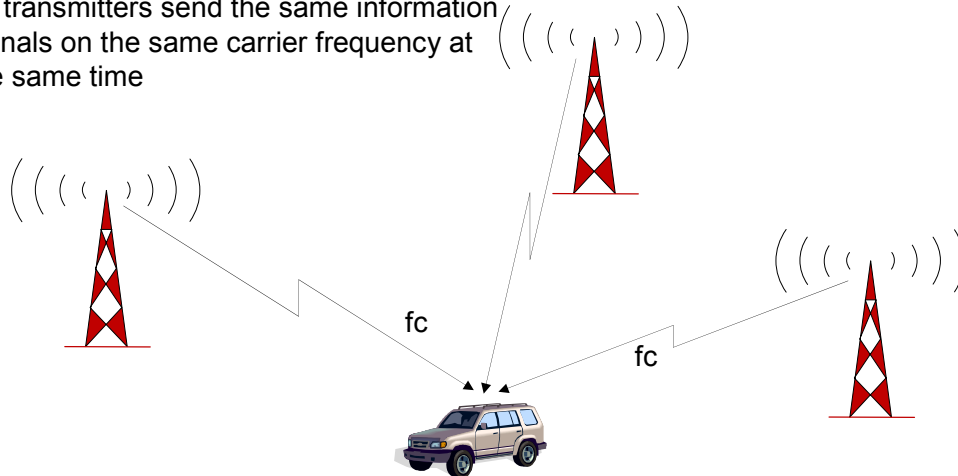 transmitters send the same information
nals on the same carrier frequency at
same time
fc
fc